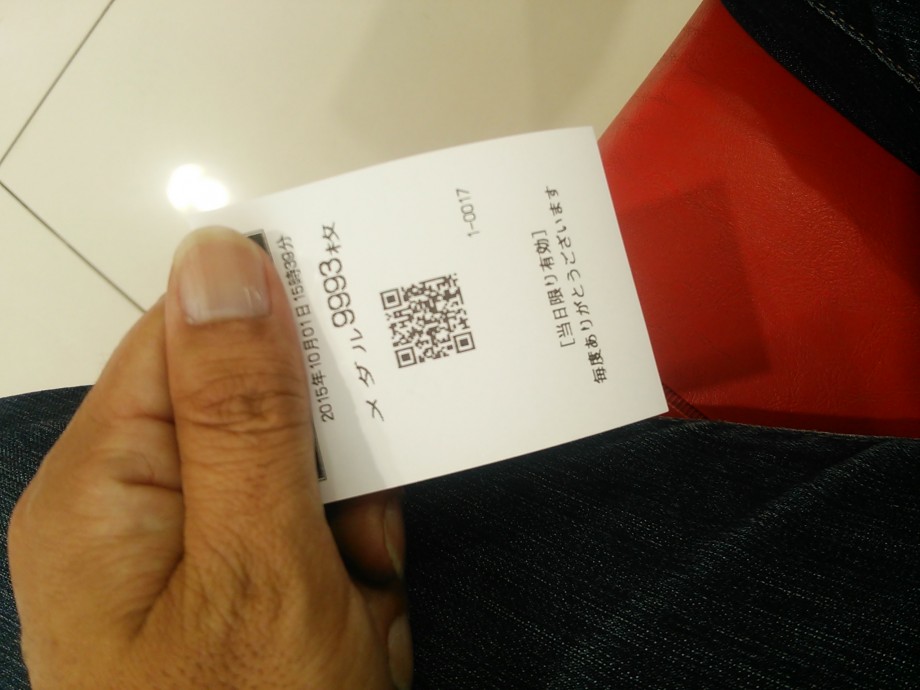 2015年10月01日15時39分
メダル9993枚
1-0017
[当日限り有効]
毎度ありがとうございます